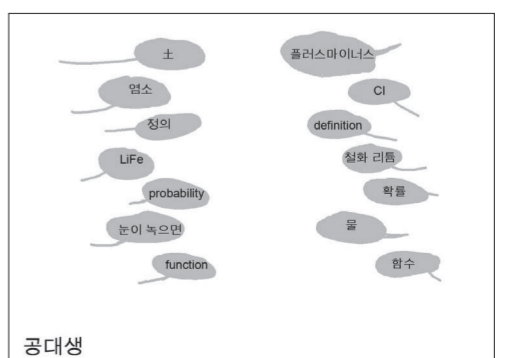 土 플러스마이너스
염소 Cl
정의 definition
LiFe 철화 리튬
probability 확률
눈이 녹으면 물
function 함수
공대생